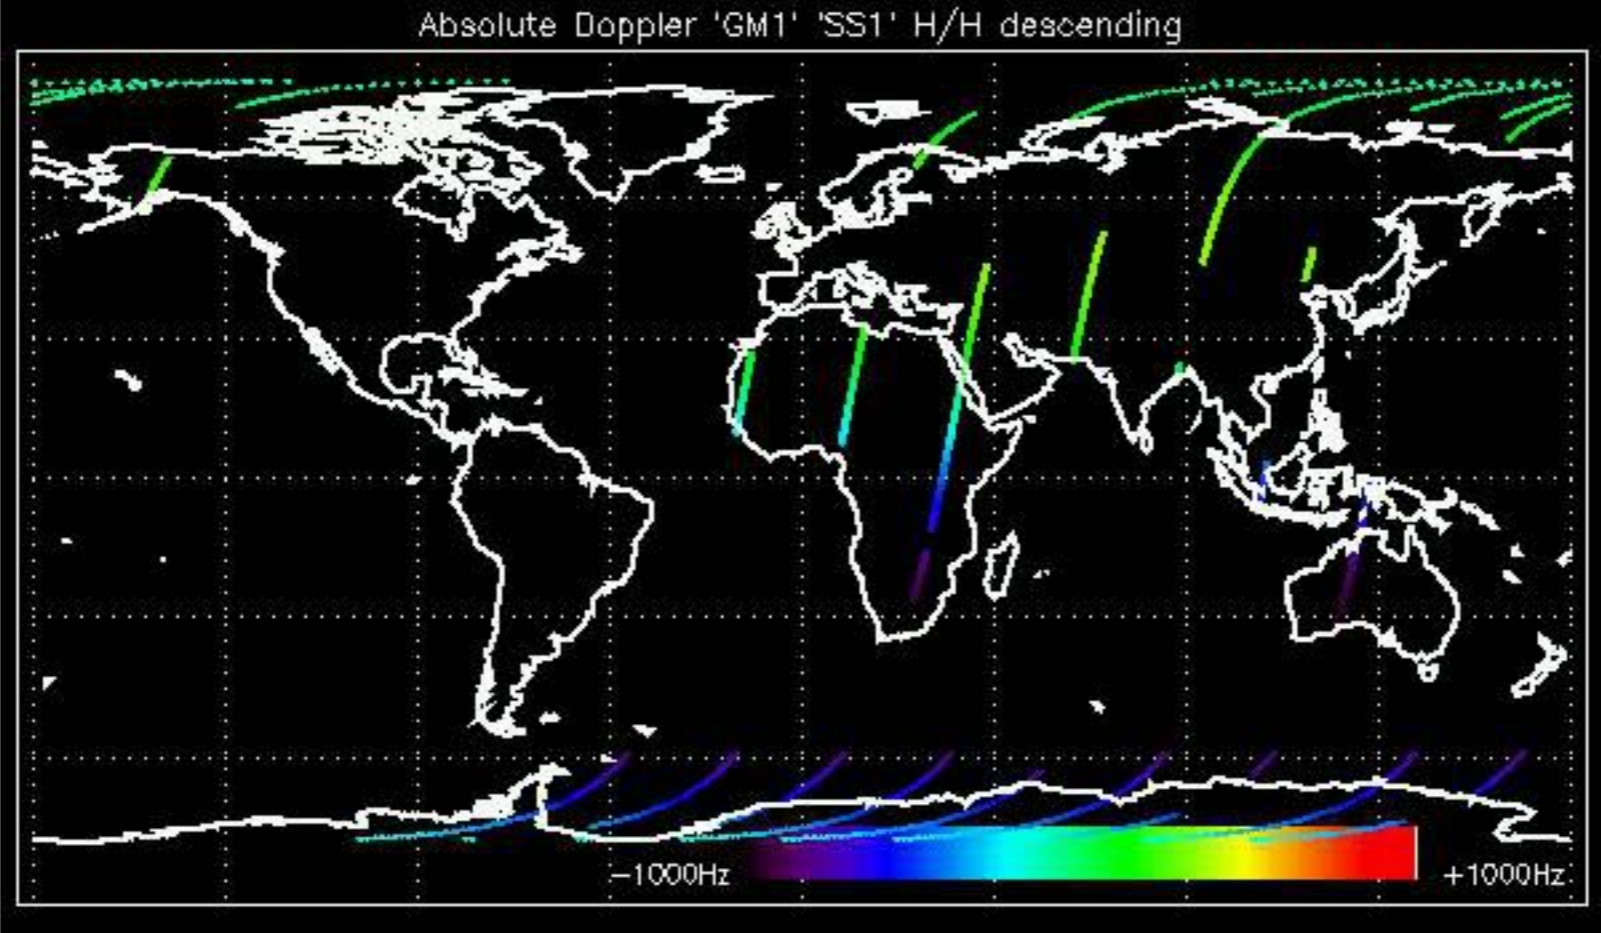 Absolute Doppler 'GM1' 'SS1' H/H descending
−1000Hz
+1000Hz